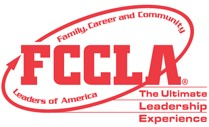 Family, Career and Community
FCCLA®
Leaders of America
The Ultimate
Leadership
Experience